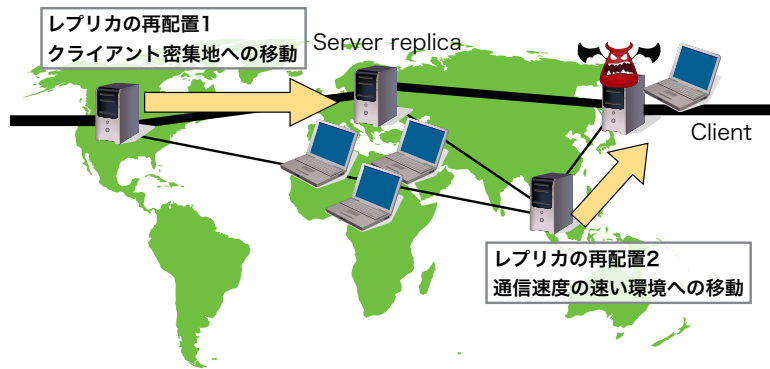 レプリカの再配置1
クライアント密集地への移動
Server replica
Client
レプリカの再配置2
通信速度の速い環境への移動